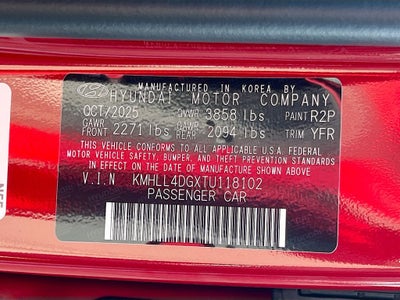 MANUFACTURED IN KOREA BY
HYUNDAI MOTOR COMPANY
OCT/2025 GVWR 3858 lbs PAINT R2P
GAWR FRONT 2271 lbs GAWR REAR 2094 lbs TRIM YFR
THIS VEHICLE CONFORMS TO ALL APPLICABLE U.S.A. FEDERAL
MOTOR VEHICLE SAFETY, BUMPER, AND THEFT PREVENTION STANDARDS
IN EFFECT ON THE DATE OF MANUFACTURE SHOWN ABOVE.
V.I.N KMHLL4DGXTU118102
PASSENGER CAR